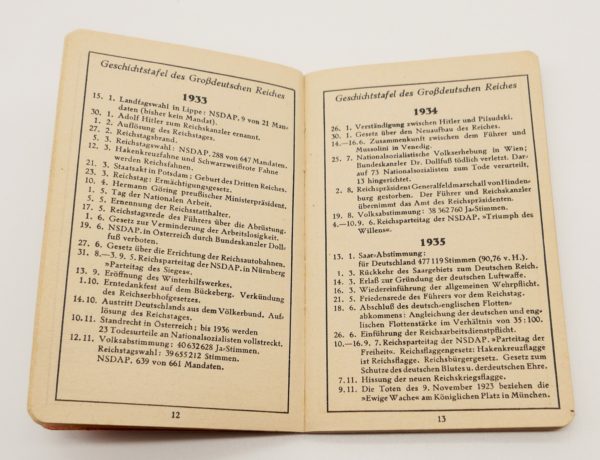 Geschichtstafel des Großdeutschen Reiches
1933
15. 1. Landtagswahl in Lippe: NSDAP. 9 von 21 Man-
daten (bisher kein Mandat).
30. 1. Adolf Hitler zum Reichskanzler ernannt.
1. 2. Auflösung des Reichstages.
27. 2. Reichstagsbrand.
5. 3. Reichstagswahl: NSDAP. 288 von 647 Mandaten.
12. 3. Hakenkreuzfahne und Schwarzweißrote Fahne
werden Reichsfahnen.
21. 3. Staatsakt in Potsdam: Geburt des Dritten Reiches.
23. 3. Reichstag: Ermächtigungsgesetz.
10. 4. Hermann Göring preußischer Ministerpräsident.
1. 5. Tag der Nationalen Arbeit.
5. 5. Ernennung der Reichsstatthalter.
17. 5. Reichstagsrede des Führers über die Abrüstung.
1. 6. Gesetz zur Verminderung der Arbeitslosigkeit.
19. 6. NSDAP. in Österreich durch Bundeskanzler Doll-
fuß verboten.
27. 6. Gesetz über die Errichtung der Reichsautobahnen.
31. 8.—3. 9. 5. Reichsparteitag der NSDAP. in Nürnberg
"Parteitag des Sieges".
13. 9. Eröffnung des Winterhilfswerkes.
1.10. Erntedankfest auf dem Bückeberg. Verkündung
des Reichserbhofgesetzes.
14.10. Austritt Deutschlands aus dem Völkerbund. Auf-
lösung des Reichstages.
10.11. Standrecht in Österreich; bis 1936 werden
23 Todesurteile an Nationalsozialisten vollstreckt.
12.11. Volksabstimmung: 40 632 628 Ja-Stimmen.
Reichstagswahl: 39 655 212 Stimmen.
NSDAP. 639 von 661 Mandaten.
12
Geschichtstafel des Großdeutschen Reiches
1934
26. 1. Verständigung zwischen Hitler und Pilsudski.
30. 1. Gesetz über den Neuaufbau des Reiches.
14.—16.6. Zusammenkunft zwischen dem Führer und
Mussolini in Venedig.
25. 7. Nationalsozialistische Volkserhebung in Wien;
Bundeskanzler Dr. Dollfuß tödlich verletzt. Dar-
auf 73 Nationalsozialisten zum Tode verurteilt,
13 hingerichtet.
2. 8. Reichspräsident Generalfeldmarschall von Hinden-
burg gestorben. Der Führer und Reichskanzler
übernimmt das Amt des Reichspräsidenten.
19. 8. Volksabstimmung: 38 362 760 Ja-Stimmen.
4.—10. 9. 6. Reichsparteitag der NSDAP. »Triumph des
Willens«.
1935
13. 1. Saar-Abstimmung:
für Deutschland 477 119 Stimmen (90,76 v. H.).
1. 3. Rückkehr des Saargebiets zum Deutschen Reich.
14. 3. Erlaß zur Gründung der deutschen Luftwaffe.
16. 3. Wiedereinführung der allgemeinen Wehrpflicht.
21. 5. Friedensrede des Führers vor dem Reichstag.
18. 6. Abschluß des deutsch-englischen Flotten-
abkommens: Angleichung der deutschen und eng-
lischen Flottenstärke im Verhältnis von 35:100.
26. 6. Einführung der Reichsarbeitsdienstpflicht.
10.—16.9. 7. Reichsparteitag der NSDAP. »Parteitag der
Freiheit«. Reichsflaggengesetz: Hakenkreuzflagge
ist Reichsflagge. Reichsbürgergesetz. Gesetz zum
Schutze des deutschen Blutes u. der deutschen Ehre.
7.11. Hissung der neuen Reichskriegsflagge.
9.11. Die Toten des 9. November 1923 beziehen die
»Ewige Wache« am Königlichen Platz in München.
13